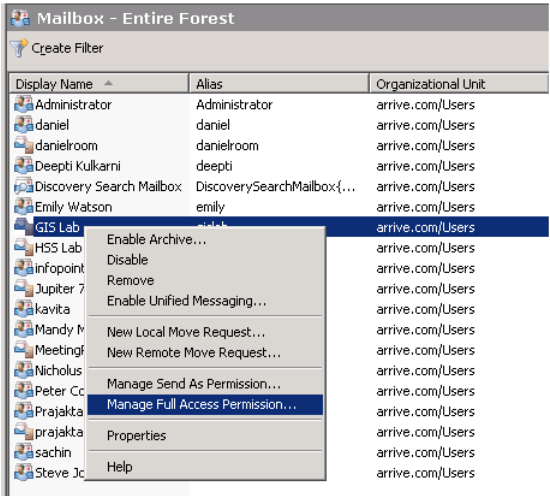 Mailbox - Entire Forest
Create Filter
Display Name Alias Organizational Unit
Administrator Administrator arrive.com/Users
daniel daniel arrive.com/Users
danielroom danielroom arrive.com/Users
Deepti Kulkarni deepti arrive.com/Users
Discovery Search Mailbox DiscoverySearchMailbox{... arrive.com/Users
Emily Watson emily arrive.com/Users
GIS Lab arrive.com/Users
HSS Lab arrive.com/Users
infopoint arrive.com/Users
Jupiter 7 arrive.com/Users
kavita arrive.com/Users
Mandy M arrive.com/Users
Meeting arrive.com/Users
Nicholus arrive.com/Users
Peter Co arrive.com/Users
Prajakta arrive.com/Users
prajakta arrive.com/Users
sachin arrive.com/Users
Steve Jo arrive.com/Users
Enable Archive...
Disable
Remove
Enable Unified Messaging...
New Local Move Request...
New Remote Move Request...
Manage Send As Permission...
Manage Full Access Permission...
Properties
Help